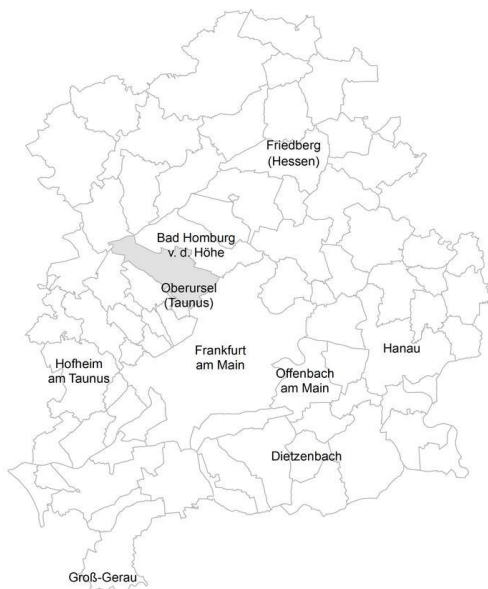 Friedberg
(Hessen)
Bad Homburg
v. d. Höhe
Oberursel
(Taunus)
Frankfurt
am Main
Hanau
Hofheim
am Taunus
Offenbach
am Main
Dietzenbach
Groß-Gerau